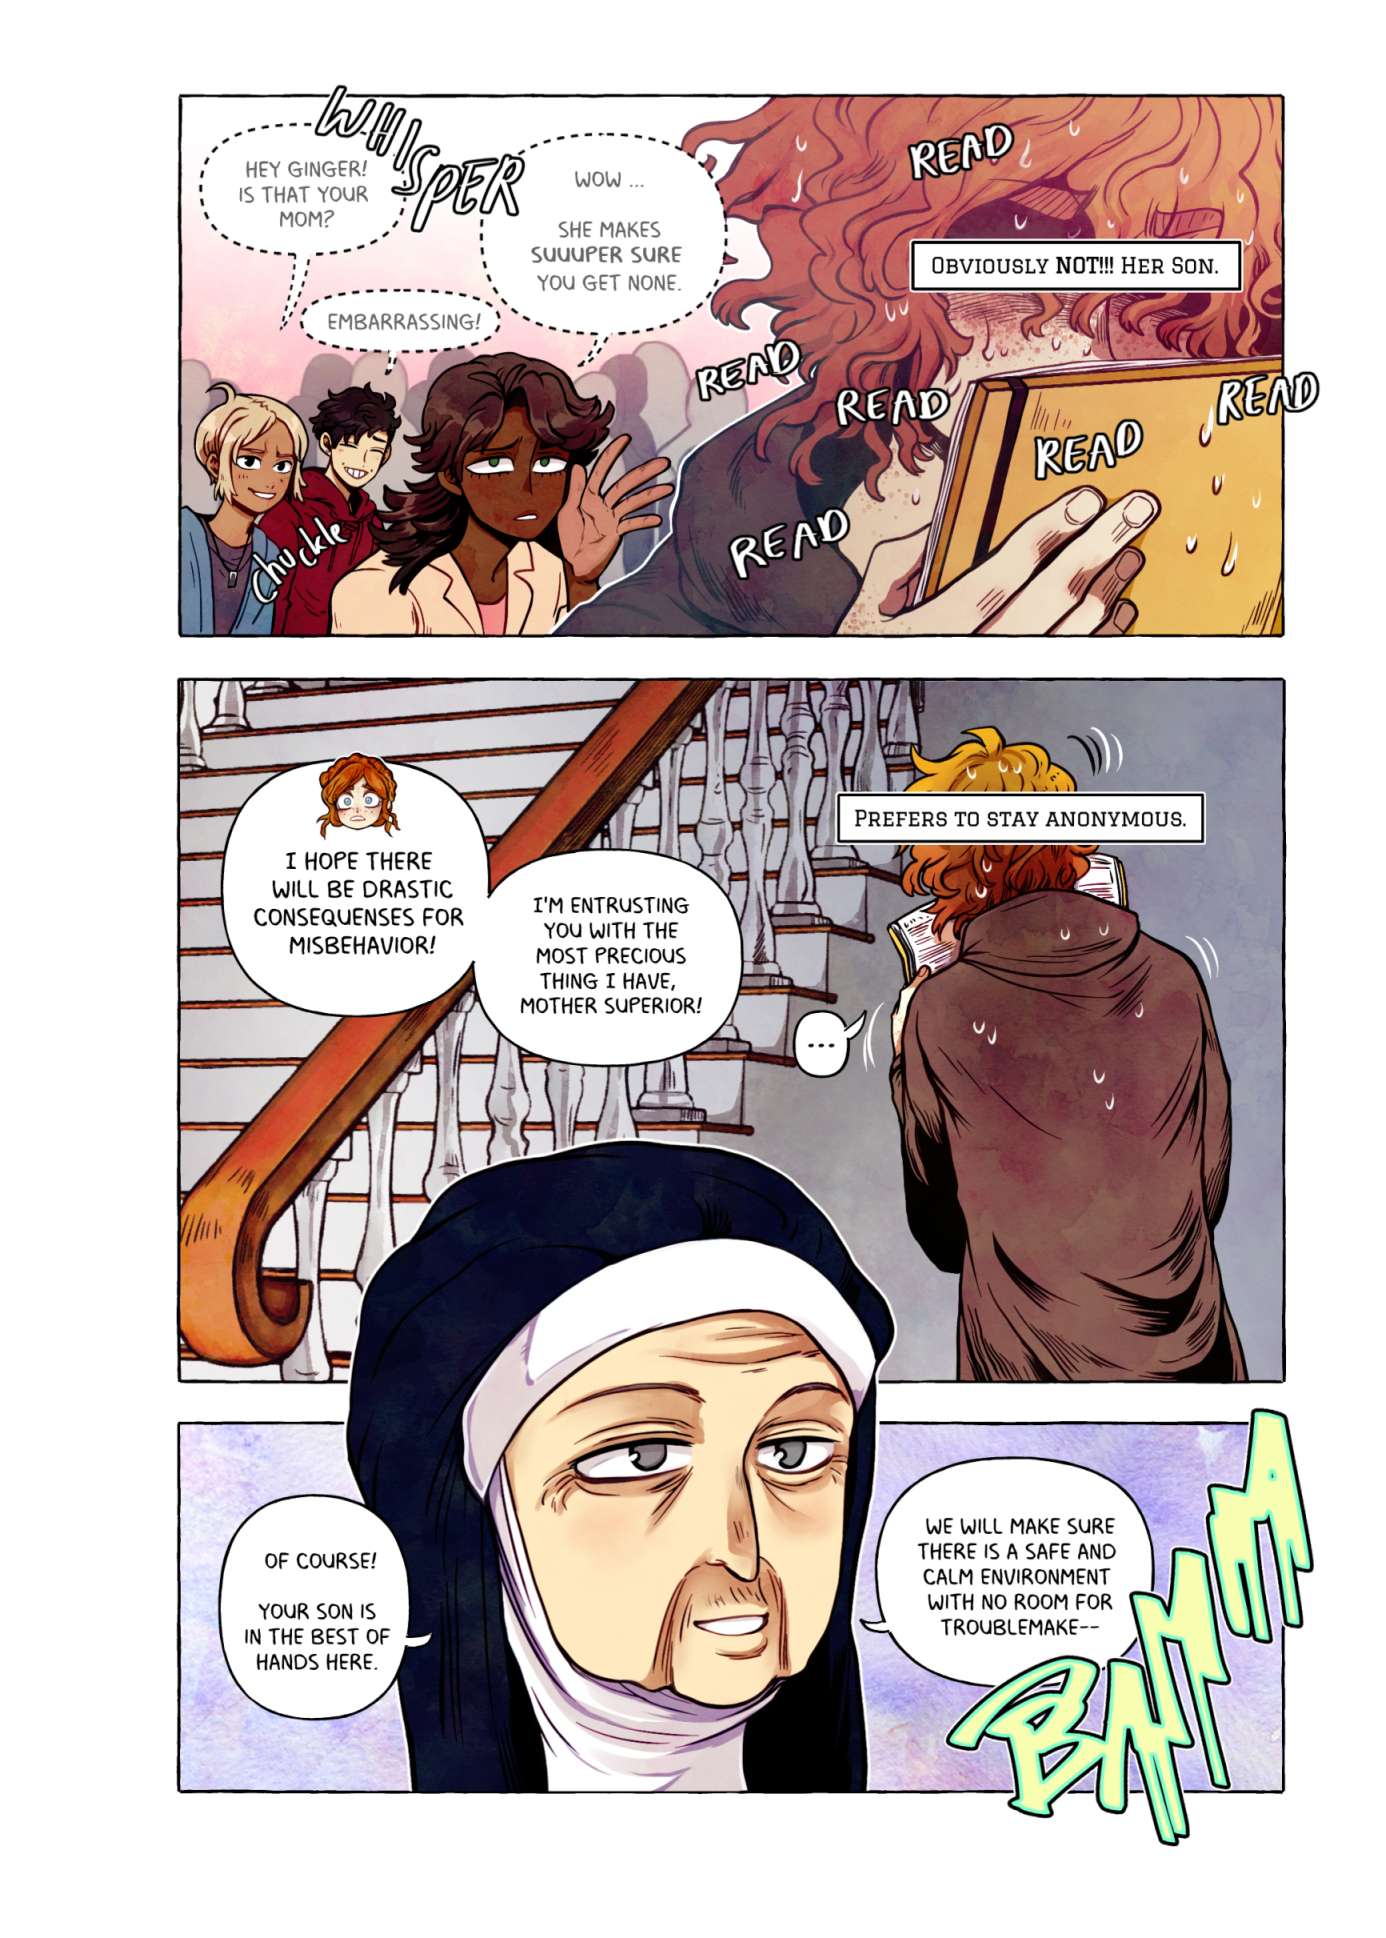 WHISPER
HEY GINGER!
IS THAT YOUR
MOM?
EMBARRASSING!
WOW ...
SHE MAKES
SUUUPER SURE
YOU GET NONE.
chuckle
READ
OBVIOUSLY NOT!!! HER SON.
READ
READ
READ
READ
READ
PREFERS TO STAY ANONYMOUS.
I HOPE THERE
WILL BE DRASTIC
CONSEQUENSES FOR
MISBEHAVIOR!
I'M ENTRUSTING
YOU WITH THE
MOST PRECIOUS
THING I HAVE,
MOTHER SUPERIOR!
...
OF COURSE!
YOUR SON IS
IN THE BEST OF
HANDS HERE.
WE WILL MAKE SURE
THERE IS A SAFE AND
CALM ENVIRONMENT
WITH NO ROOM FOR
TROUBLEMAKE--
BAMM